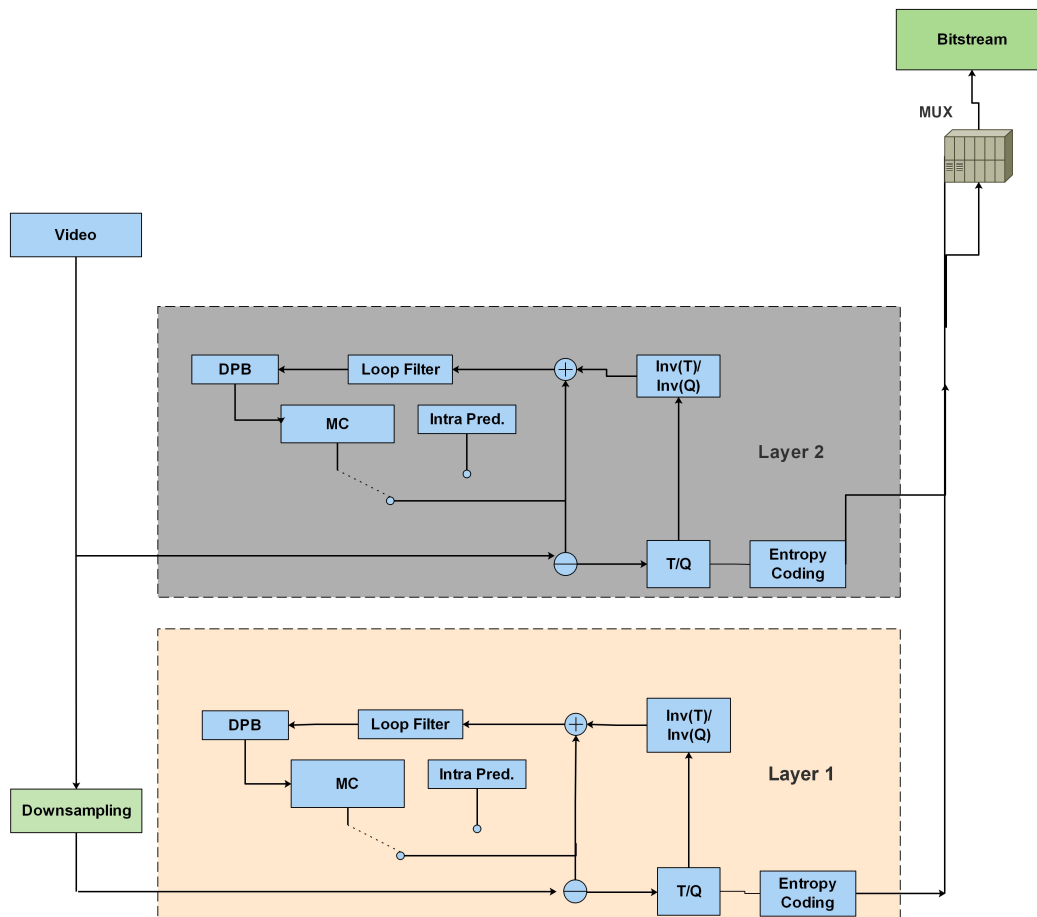 Bitstream
MUX
Video
DPB
Loop Filter
Inv(T)/
Inv(Q)
MC
Intra Pred.
Layer 2
T/Q
Entropy
Coding
DPB
Loop Filter
Inv(T)/
Inv(Q)
MC
Intra Pred.
Layer 1
Downsampling
T/Q
Entropy
Coding